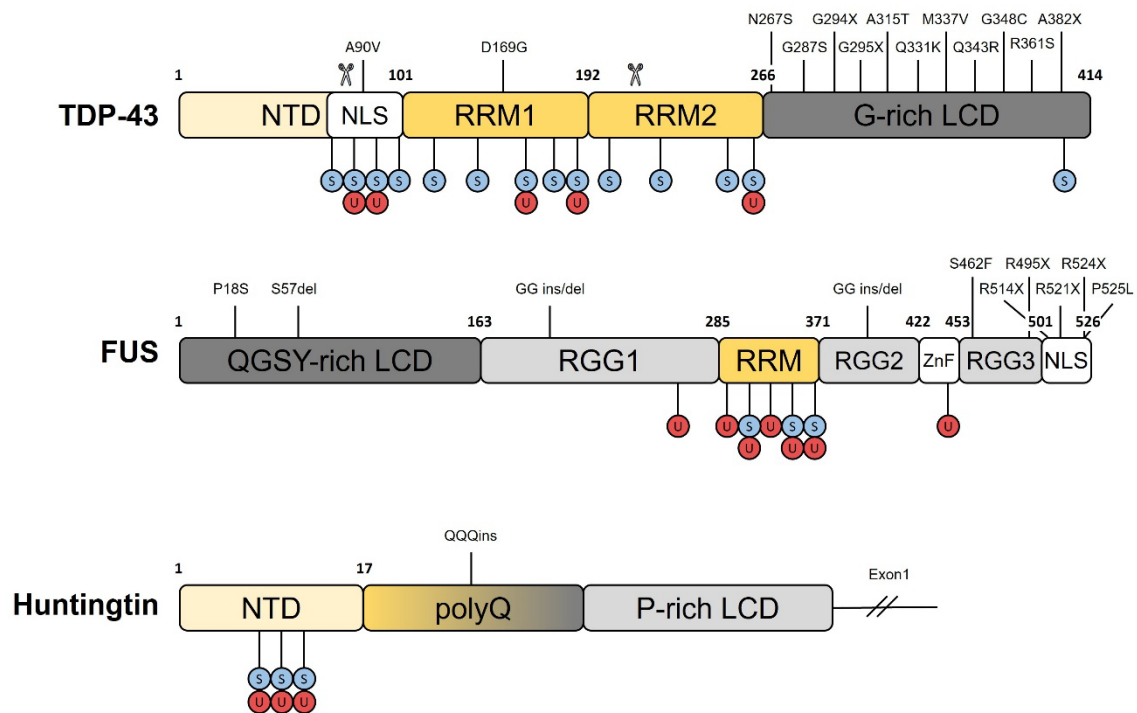 N267S G294X A315T M337V G348C A382X
A90V D169G G287S G295X Q331K Q343R R361S
1 101 192 266 414
TDP-43 NTD NLS RRM1 RRM2 G-rich LCD
S S S S S S S S S S S S S S
U U U U U
S462F R495X R524X
P18S S57del GG ins/del GG ins/del R514X R521X P525L
1 163 285 371 422 453 501 526
FUS QGSY-rich LCD RGG1 RRM RGG2 ZnF RGG3 NLS
U U S U S S U
U U U
QQQins
1 17 Exon1
Huntingtin NTD polyQ P-rich LCD
S S S
U U U